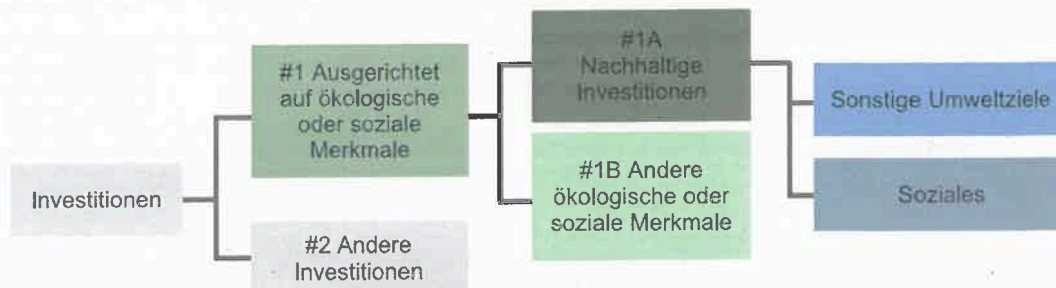 Investitionen
#1 Ausgerichtet
auf ökologische
oder soziale
Merkmale
#2 Andere
Investitionen
#1A
Nachhaltige
Investitionen
#1B Andere
ökologische oder
soziale Merkmale
Sonstige Umweltziele
Soziales